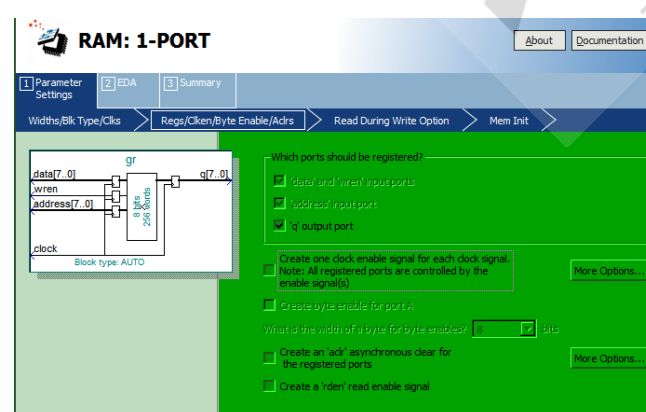 RAM: 1-PORT
About
Documentation
1 Parameter Settings
2 EDA
3 Summary
Widths/Blk Type/Clks
Regs/Clken/Byte Enable/Adrs
Read During Write Option
Mem Init
gr
data[7..0]
q[7..0]
wren
address[7..0]
8 bits
256 words
clock
Block type: AUTO
Which ports should be registered?
'data' and 'wren' input ports
'address' input port
'q' output port
Create one clock enable signal for each clock signal.
Note: All registered ports are controlled by the
enable signal(s)
More Options...
Create byte enable for port A
What is the width of a byte for byte enables?
8
bits
Create an 'aclr' asynchronous clear for
the registered ports
More Options...
Create a 'rden' read enable signal